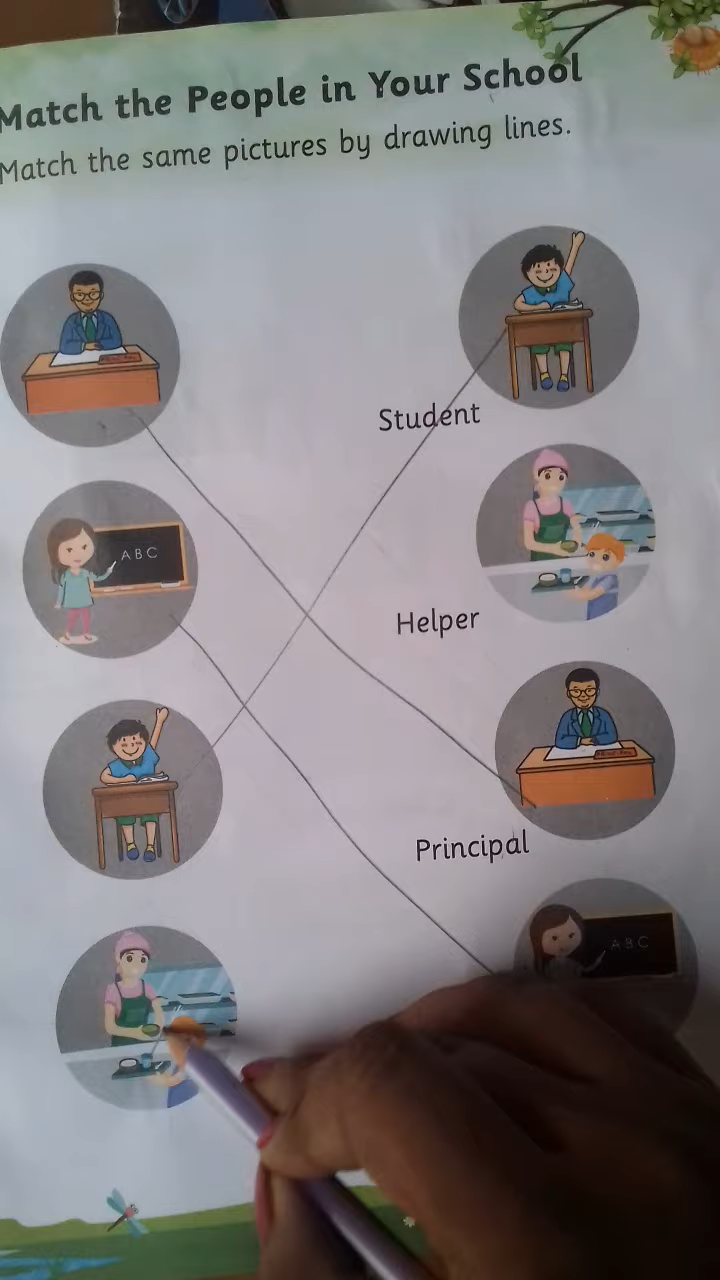 Match the People in Your School
Match the same pictures by drawing lines.
Student
A B C
Helper
Principal
A B C